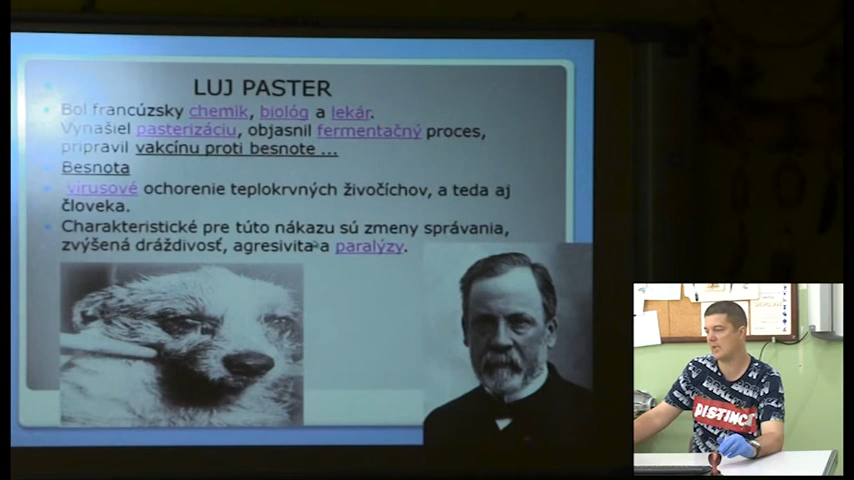 LUJ PASTER
Bol francúzsky chemik, biológ a lekár.
Vynašiel pasterizáciu, objasnil fermentačný proces,
pripravil vakcínu proti besnote ...
Besnota
virusové ochorenie teplokrvných živočíchov, a teda aj
človeka.
Charakteristické pre túto nákazu sú zmeny správania,
zvýšená dráždivosť, agresivita a paralýzy.
DISTINCT